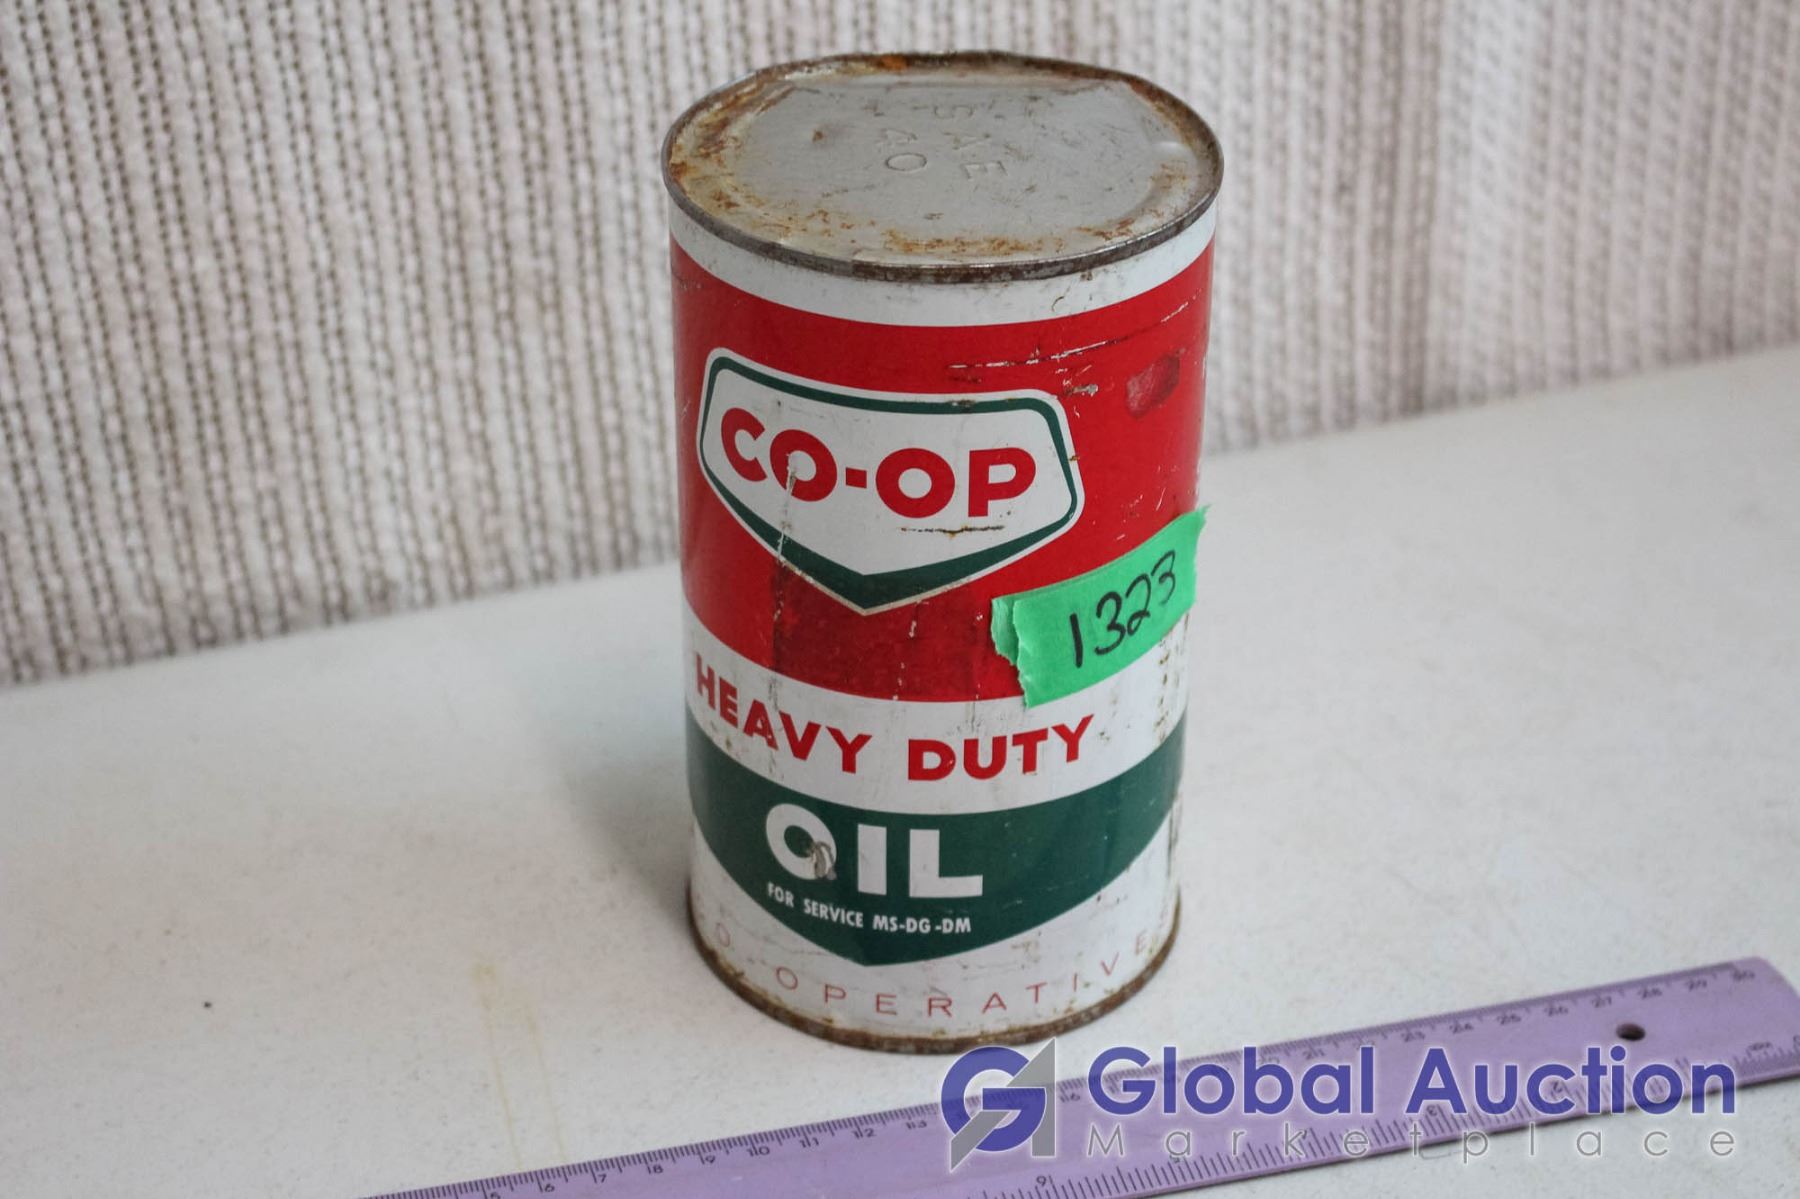 SAE
40
CO-OP
1323
HEAVY DUTY
OIL
FOR SERVICE MS-DG-DM
OPERATIVE
Global Auction
Marketplace